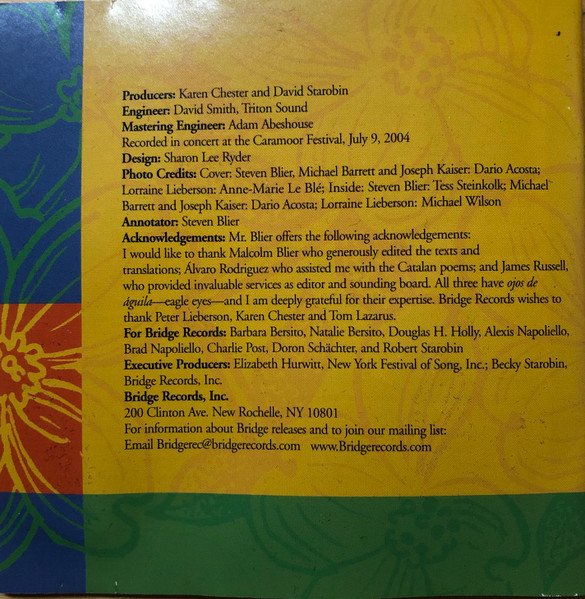 Producers: Karen Chester and David Starobin
Engineer: David Smith, Triton Sound
Mastering Engineer: Adam Abeshouse
Recorded in concert at the Caramoor Festival, July 9, 2004
Design: Sharon Lee Ryder
Photo Credits: Cover: Steven Blier, Michael Barrett and Joseph Kaiser: Dario Acosta;
Lorraine Lieberson: Anne-Marie Le Blé; Inside: Steven Blier: Tess Steinkolk; Michael
Barrett and Joseph Kaiser: Dario Acosta; Lorraine Lieberson: Michael Wilson
Annotator: Steven Blier
Acknowledgements: Mr. Blier offers the following acknowledgements:
I would like to thank Malcolm Blier who generously edited the texts and
translations; Álvaro Rodriguez who assisted me with the Catalan poems; and James Russell,
who provided invaluable services as editor and sounding board. All three have ojos de
águila—eagle eyes—and I am deeply grateful for their expertise. Bridge Records wishes to
thank Peter Lieberson, Karen Chester and Tom Lazarus.
For Bridge Records: Barbara Bersito, Natalie Bersito, Douglas H. Holly, Alexis Napoliello,
Brad Napoliello, Charlie Post, Doron Schächter, and Robert Starobin
Executive Producers: Elizabeth Hurwitt, New York Festival of Song, Inc.; Becky Starobin,
Bridge Records, Inc.
Bridge Records, Inc.
200 Clinton Ave. New Rochelle, NY 10801
For information about Bridge releases and to join our mailing list:
Email Bridgerec@bridgerecords.com www.Bridgerecords.com